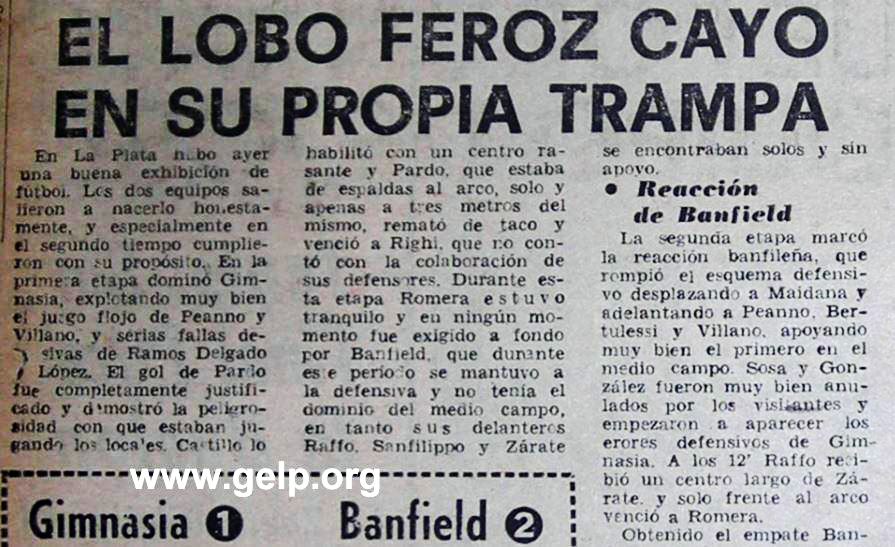 EL LOBO FEROZ CAYO
EN SU PROPIA TRAMPA
En La Plata hubo ayer
una buena exhibición de
fútbol. Los dos equipos sa-
lieron a hacerlo honesta-
mente, y especialmente en
el segundo tiempo cumplie-
ron con su propósito. En la
primera etapa dominó Gim-
nasia, explotando muy bien
el juego flojo de Peanno y
Villano, y serias fallas de-
sivas de Ramos Delgado
y López. El gol de Pardo
fue completamente justifi-
cado y demostró la peligro-
sidad con que estaban ju-
gando los locales. Castillo lo
habilitó con un centro ra-
sante y Pardo, que estaba
de espaldas al arco, solo y
apenas a tres metros del
mismo, remató de taco y
venció a Righi, que no con-
tó con la colaboración de
sus defensores. Durante es-
ta etapa Romera estuvo
tranquilo y en ningún mo-
mento fue exigido a fondo
por Banfield, que durante
este período se mantuvo a
la defensiva y no tenía el
dominio del medio campo,
en tanto sus delanteros
Raffo, Sanfilippo y Zárate
se encontraban solos y sin
apoyo.
● Reacción
de Banfield
La segunda etapa marcó
la reacción banfileña, que
rompió el esquema defensi-
vo desplazando a Maidana y
adelantando a Peanno, Ber-
tulessi y Villano, apoyando
muy bien el primero en el
medio campo. Sosa y Gon-
zález fueron muy bien anu-
lados por los visitantes y
empezaron a aparecer los
erores defensivos de Gim-
nasia. A los 12' Raffo reci-
bió un centro largo de Zá-
rate, y solo frente al arco
venció a Romera.
Obtenido el empate Ban-
www.gelp.org
Gimnasia 1 Banfield 2